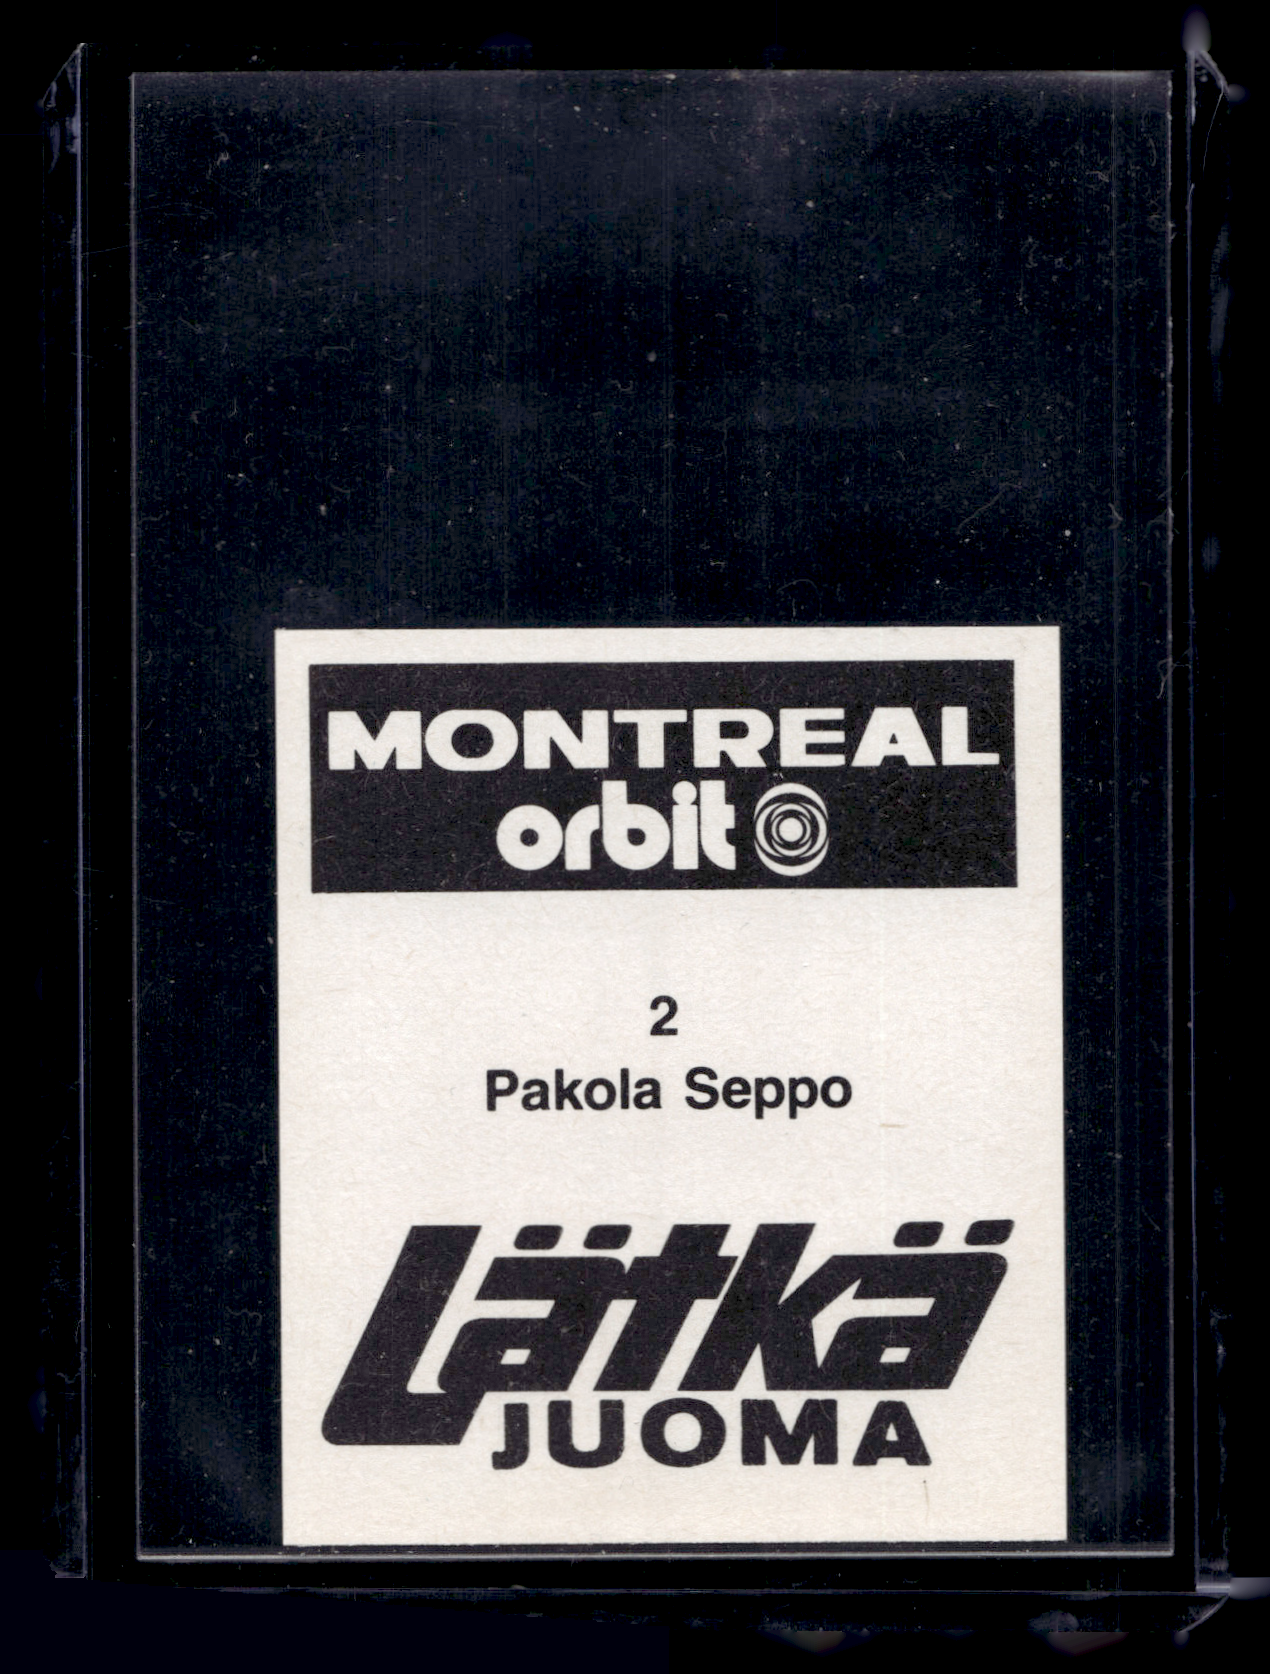 MONTREAL
orbit
2
Pakola Seppo
Lätkä
JUOMA